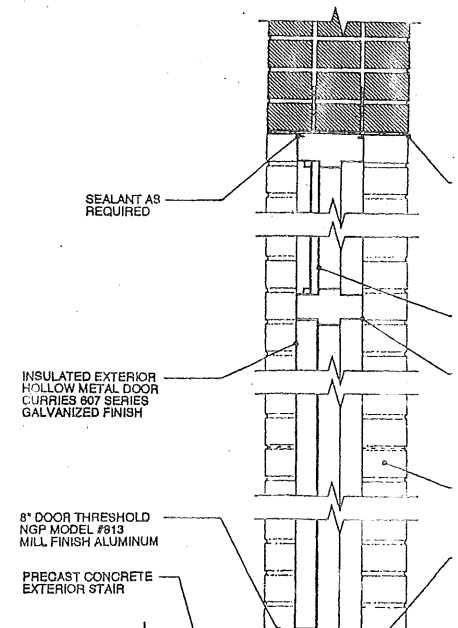 SEALANT AS
REQUIRED
INSULATED EXTERIOR
HOLLOW METAL DOOR
CURRIES 607 SERIES
GALVANIZED FINISH
8" DOOR THRESHOLD
NGP MODEL #813
MILL FINISH ALUMINUM
PRECAST CONCRETE
EXTERIOR STAIR